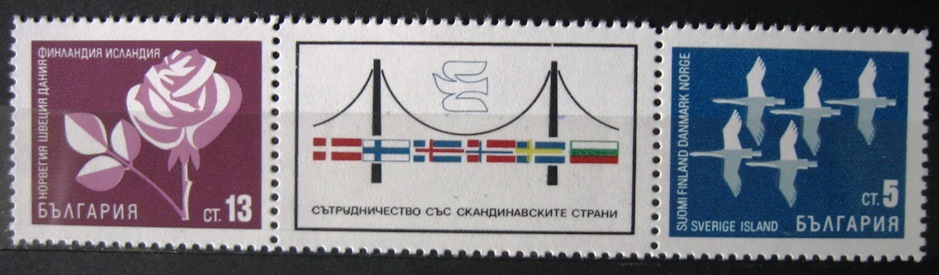 ФИНЛАНДИЯ ИСЛАНДИЯ
НОРВЕГИЯ ШВЕЦИЯ ДАНИЯ
БЪЛГАРИЯ СТ. 13
СЪТРУДНИЧЕСТВО СЪС СКАНДИНАВСКИТЕ СТРАНИ
SUOMI FINLAND DANMARK NORGE
SVERIGE ISLAND
СТ. 5
БЪЛГАРИЯ